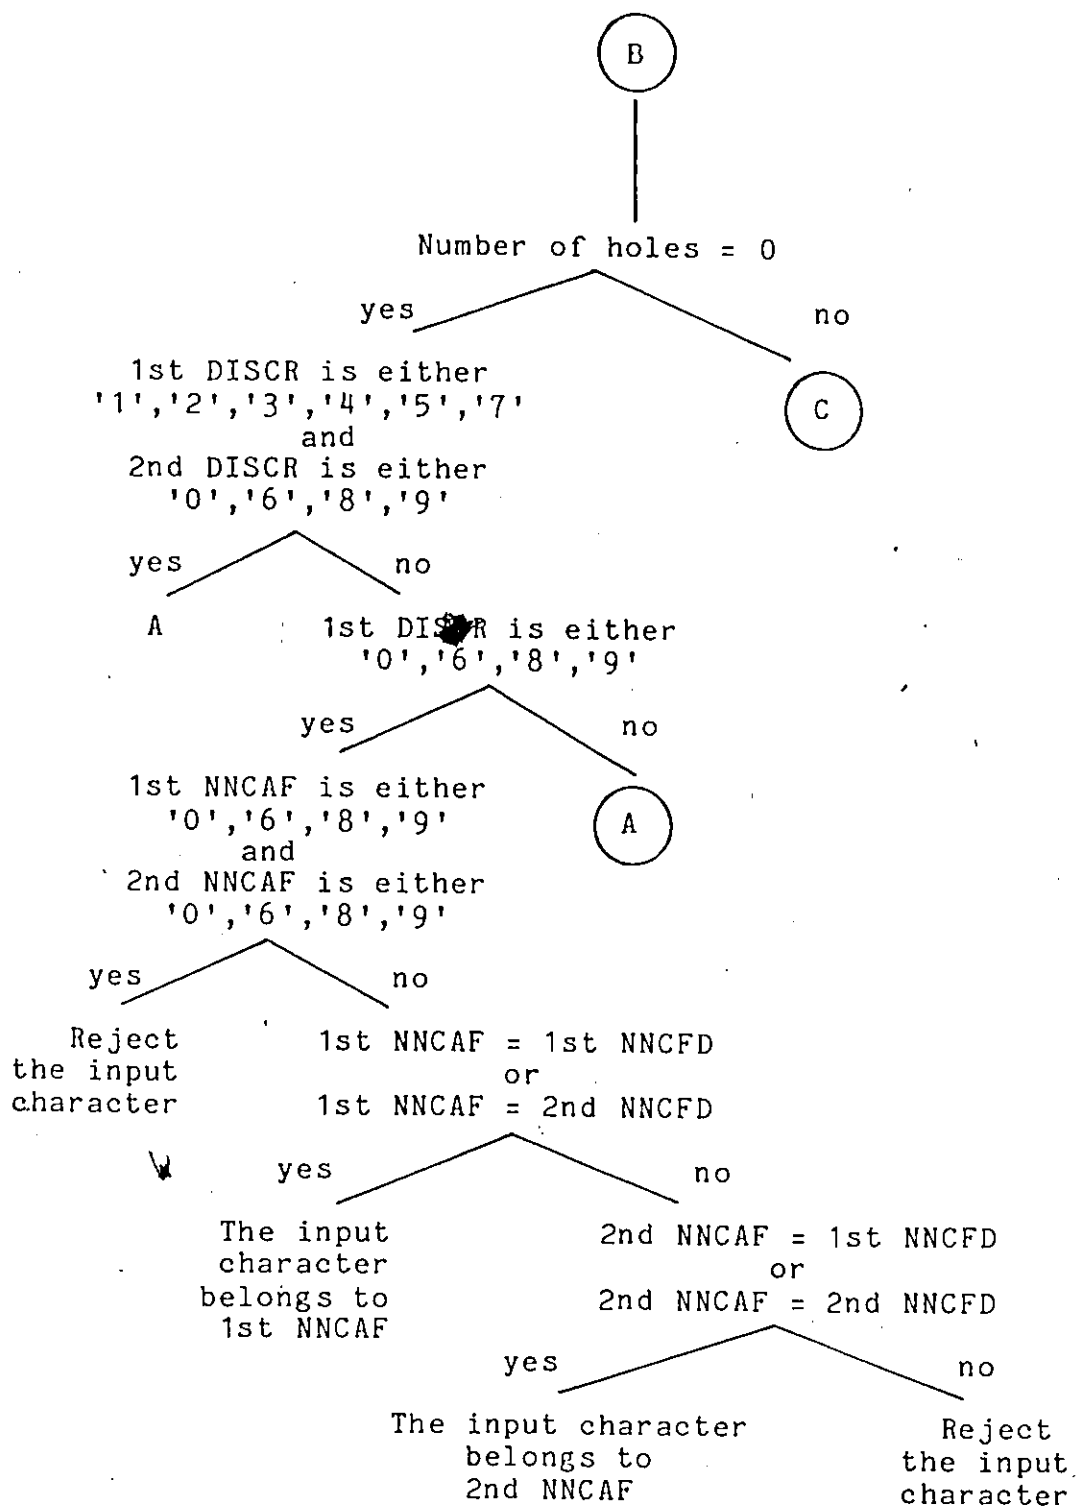 B
Number of holes = 0
yes
no
1st DISCR is either
'1','2','3','4','5','7'
and
2nd DISCR is either
'0','6','8','9'
C
yes
no
A
1st DISCR is either
'0','6','8','9'
yes
no
1st NNCAF is either
'0','6','8','9'
and
2nd NNCAF is either
'0','6','8','9'
A
yes
no
Reject
the input
character
1st NNCAF = 1st NNCFD
or
1st NNCAF = 2nd NNCFD
yes
no
The input
character
belongs to
1st NNCAF
2nd NNCAF = 1st NNCFD
or
2nd NNCAF = 2nd NNCFD
yes
no
The input character
belongs to
2nd NNCAF
Reject
the input
character